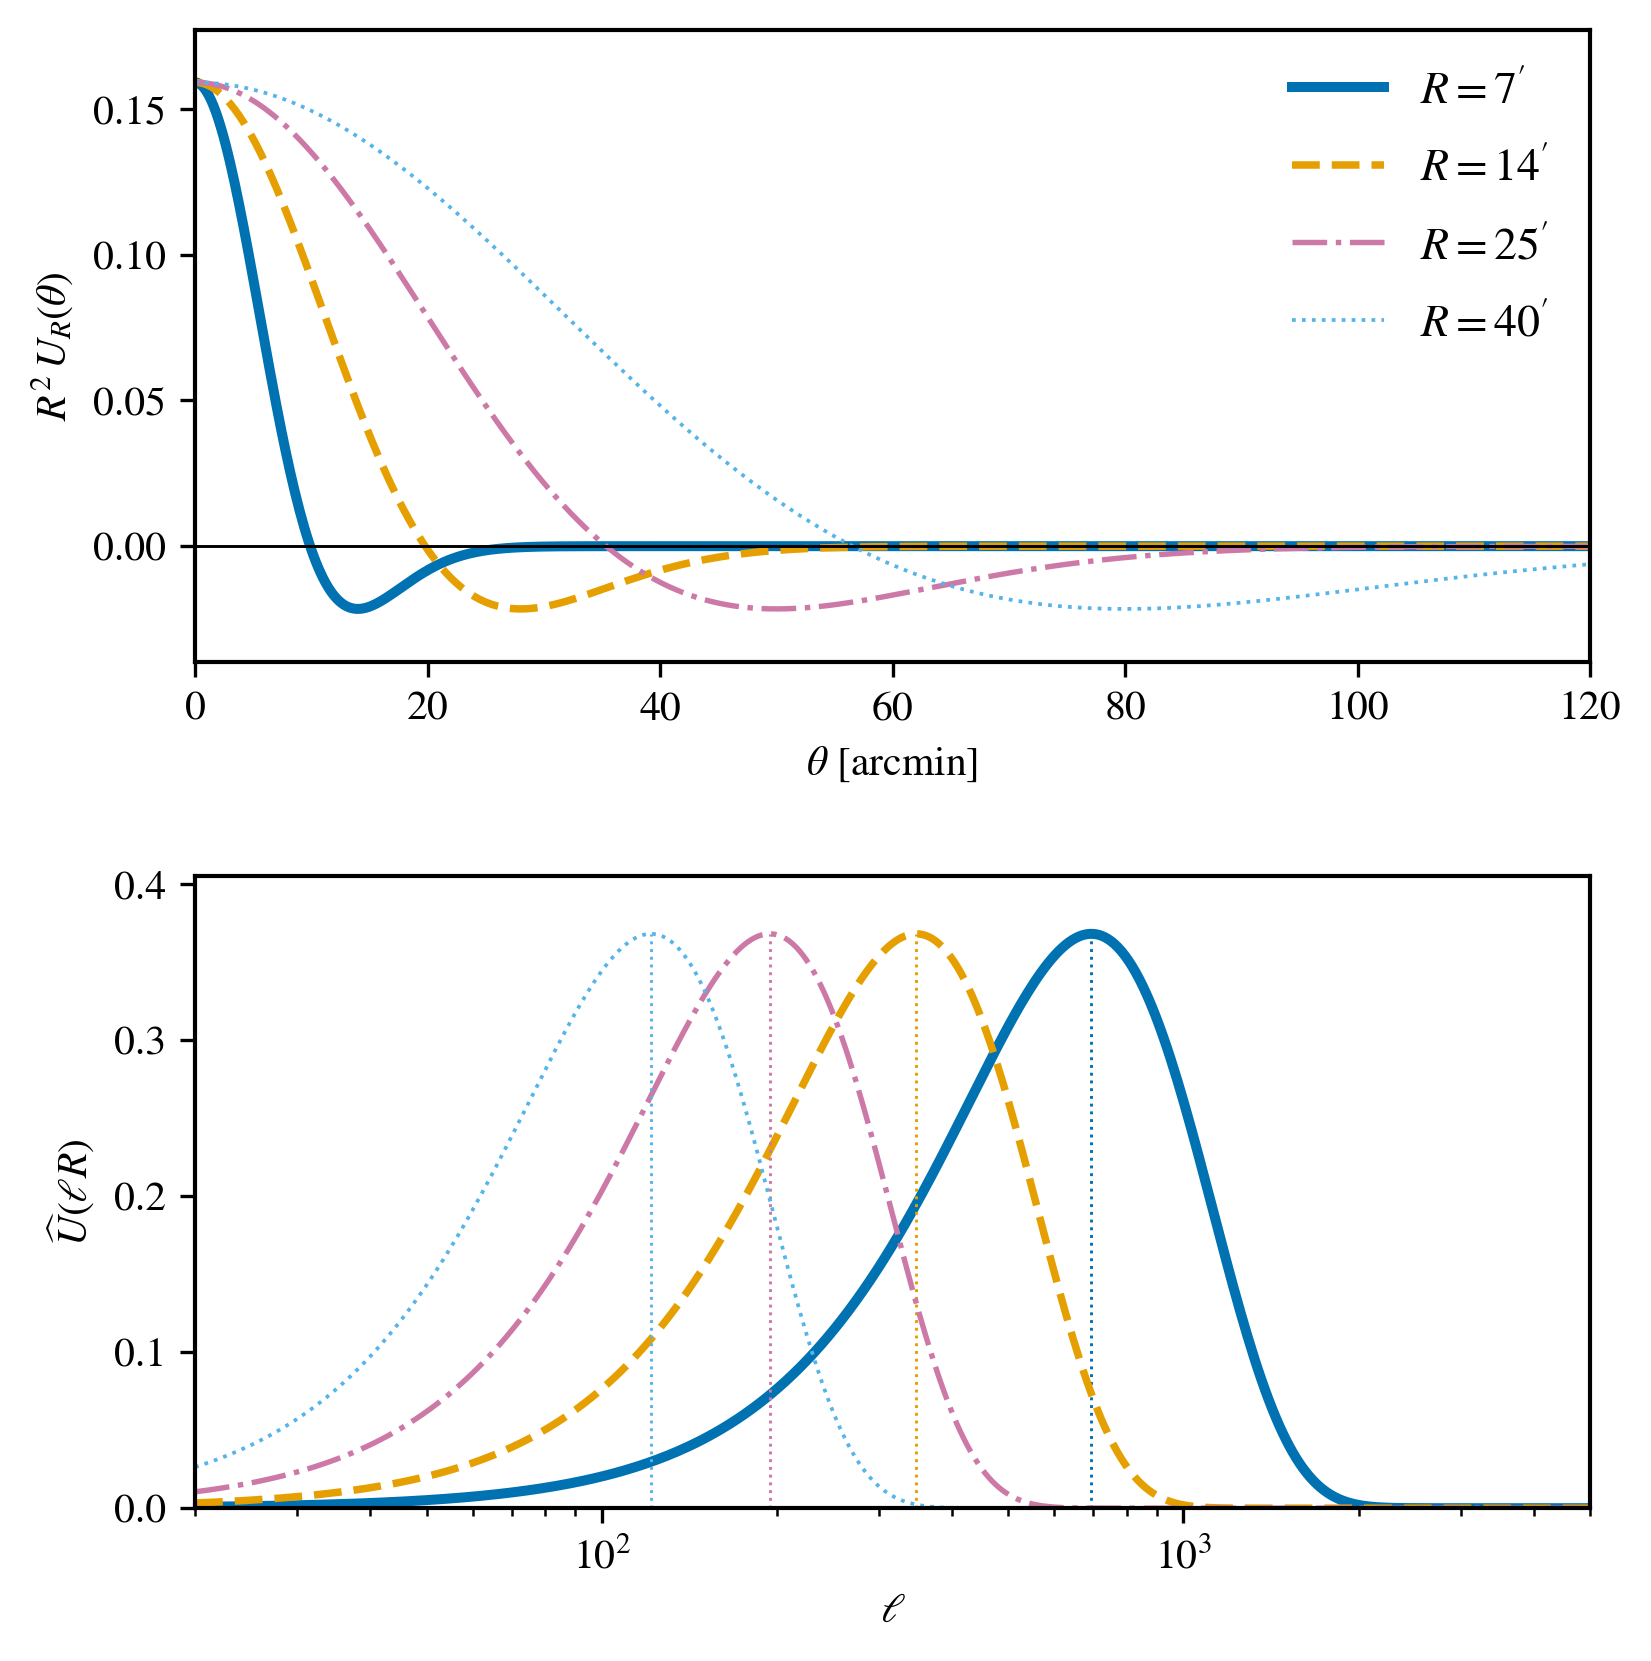 R² U_R(θ)
0.15
0.10
0.05
0.00
R = 7′
R = 14′
R = 25′
R = 40′
0 20 40 60 80 100 120
θ [arcmin]
Û(ℓR)
0.4
0.3
0.2
0.1
0.0
10² 10³
ℓ